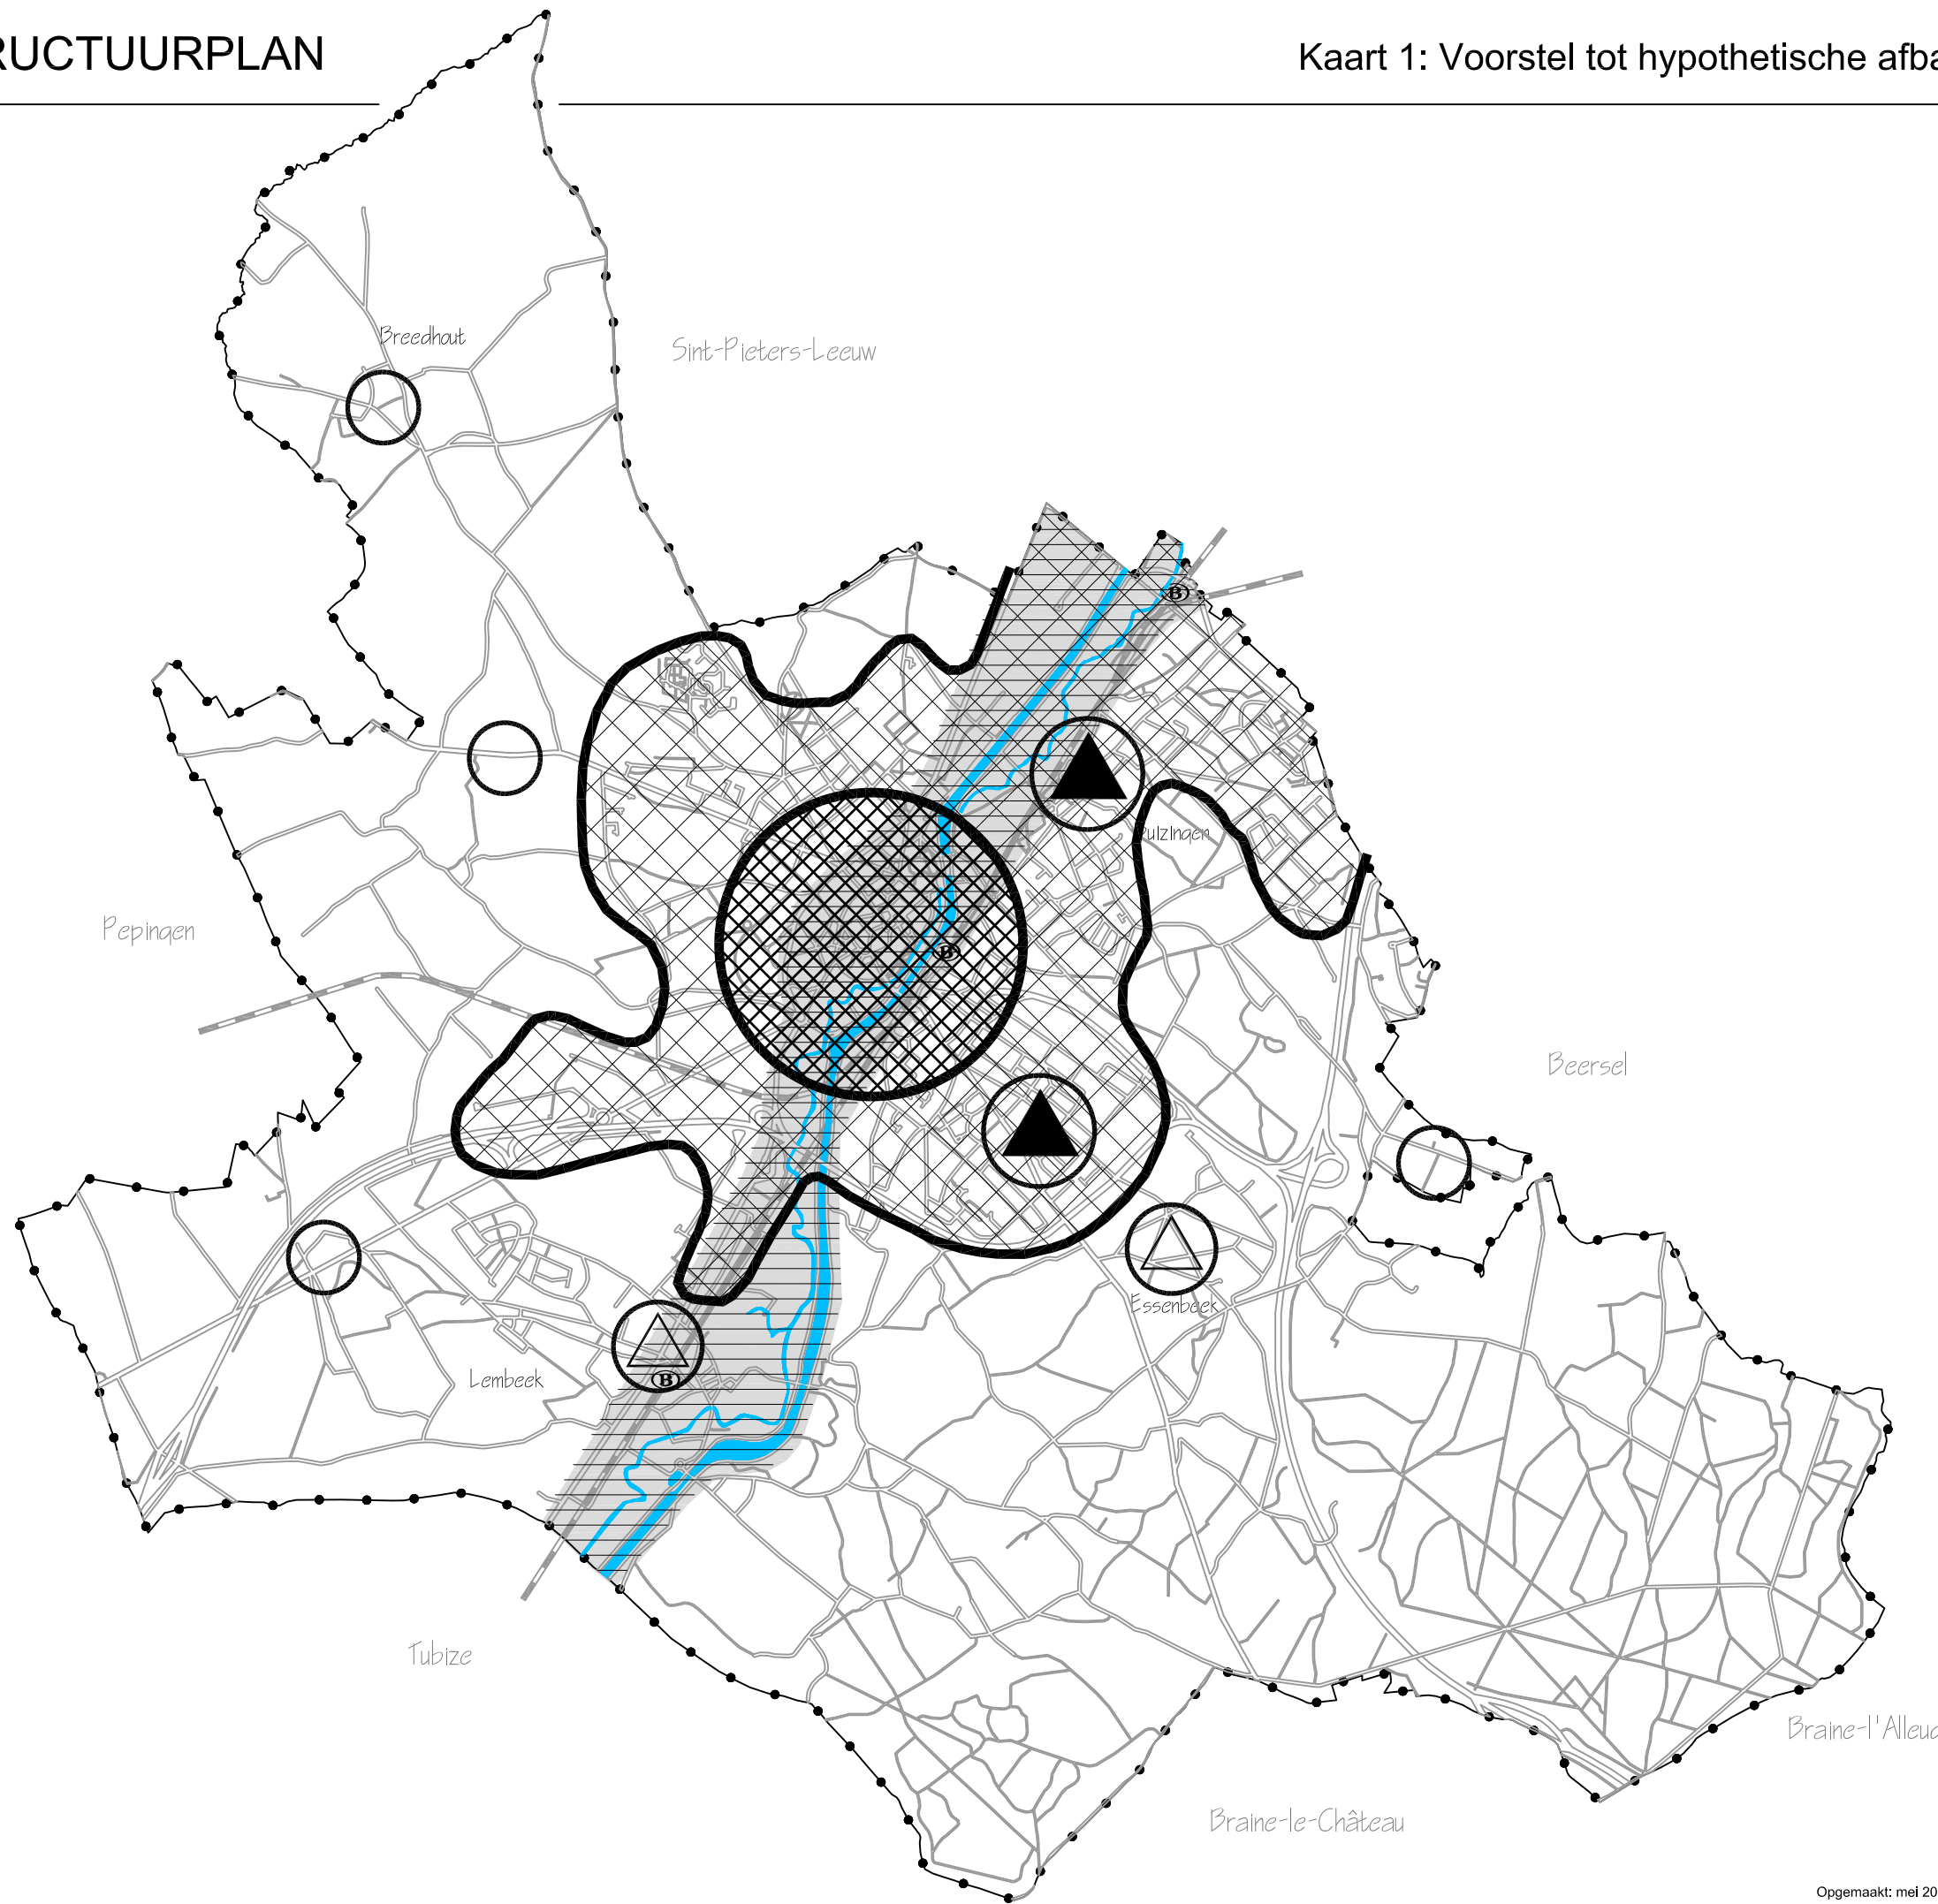 RUCTUURPLAN
Kaart 1: Voorstel tot hypothetische afba
Breedhout
Sint-Pieters-Leeuw
B
uizingen
Pepingen
B
Beersel
Essenbeek
B
Lembeek
Tubize
Braine-l'Alleud
Braine-le-Château
Opgemaakt: mei 20